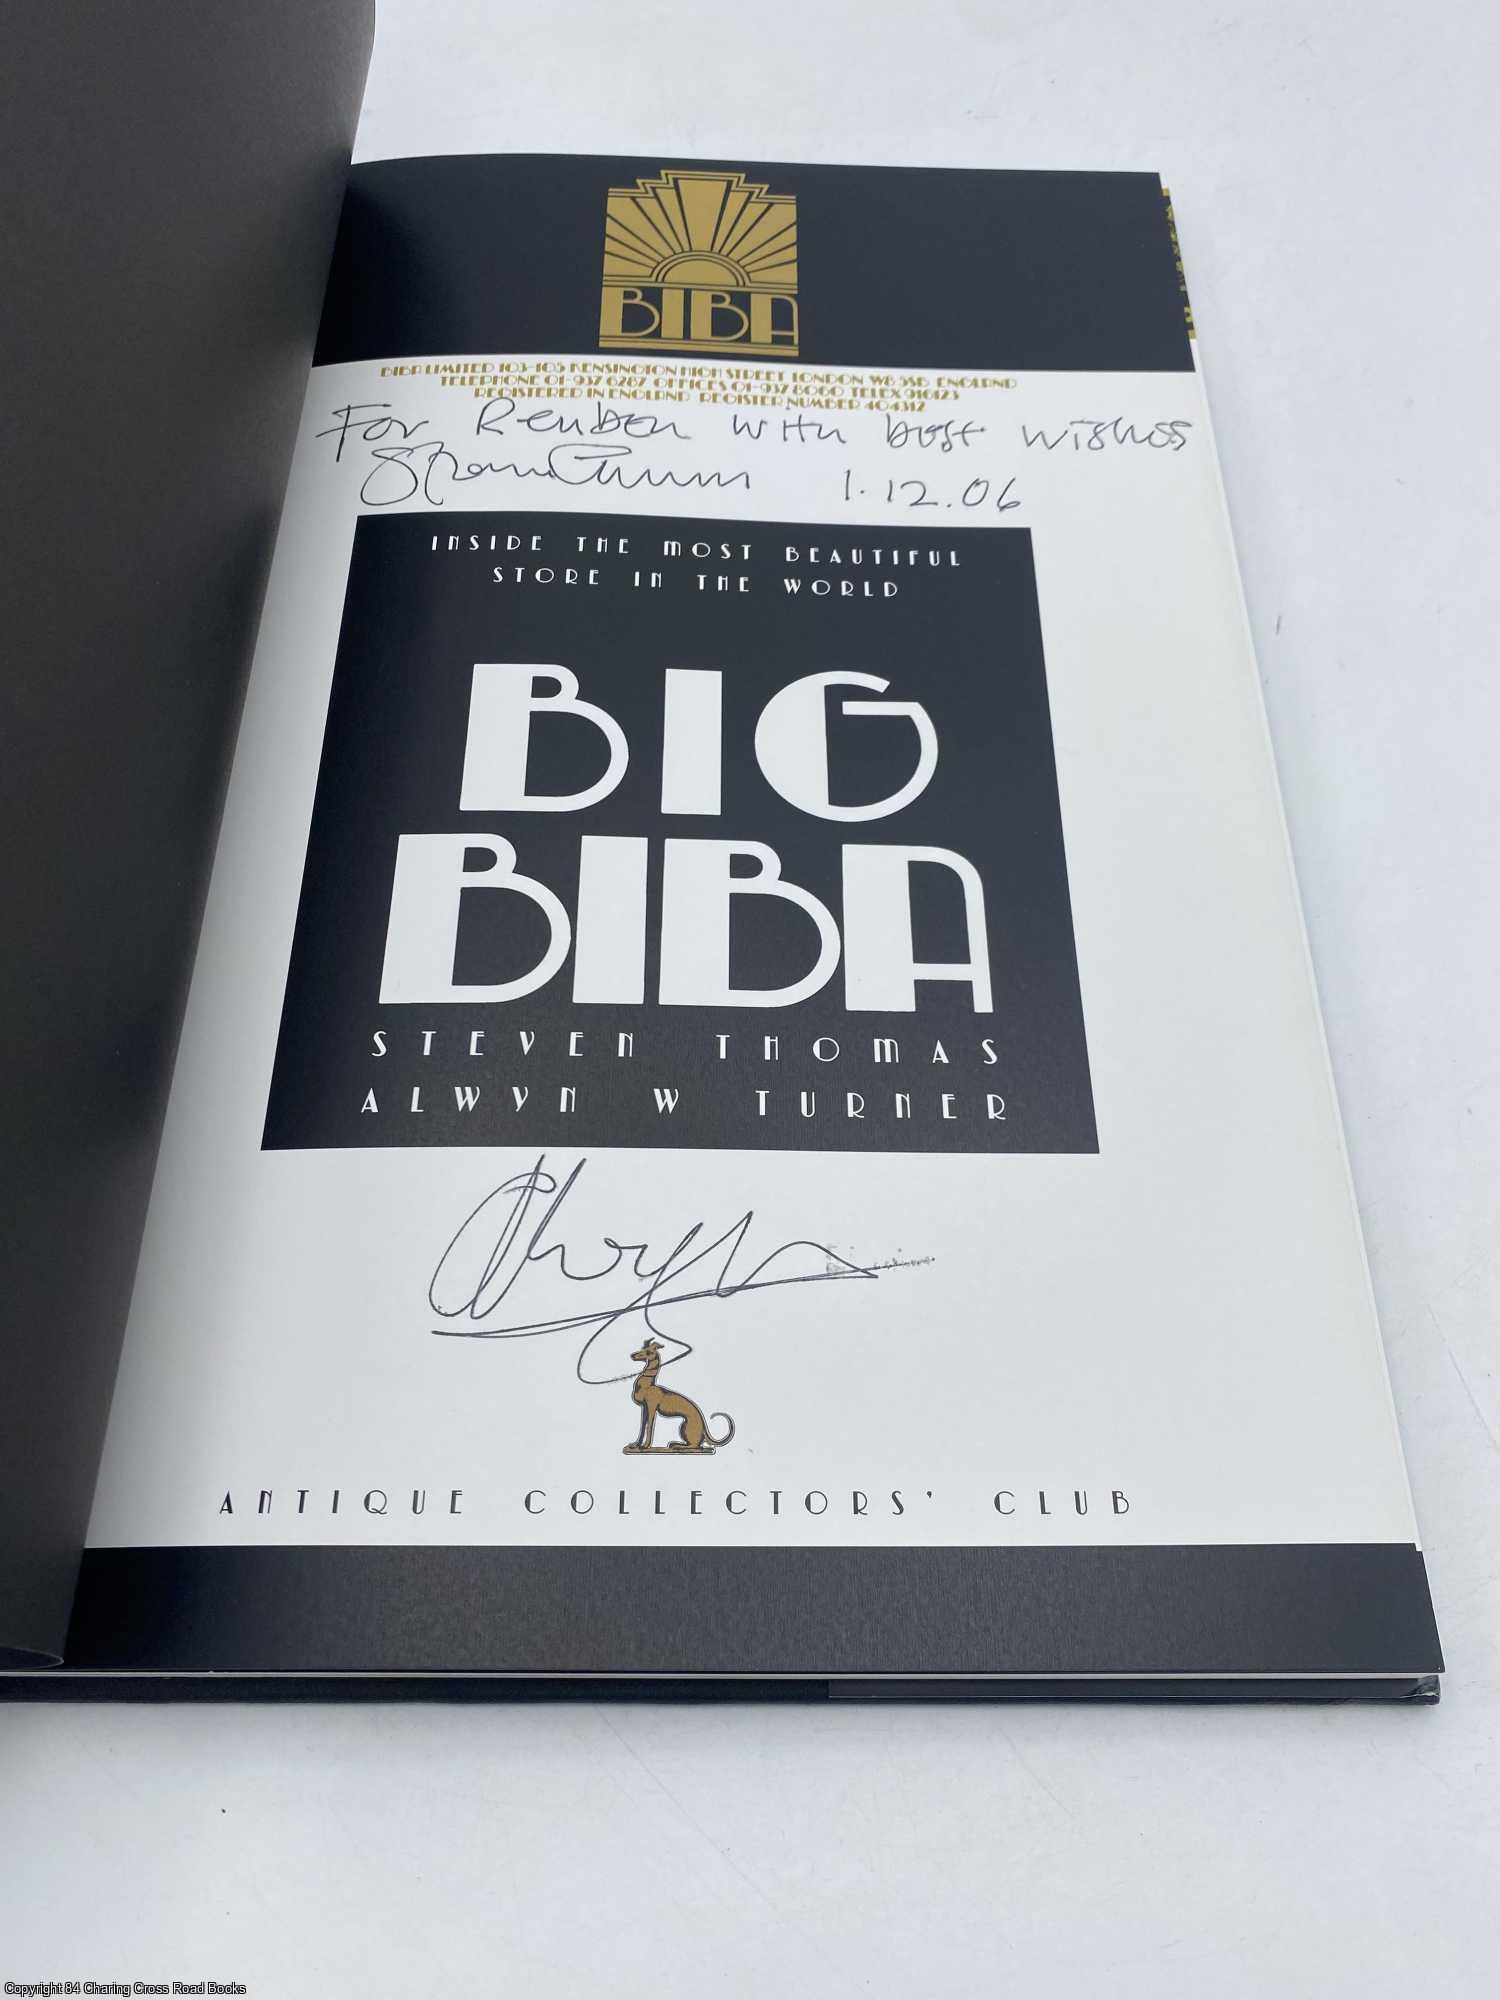 BIBA
BIBA LIMITED 103-105 KENSINGTON HIGH STREET LONDON W8 5SB ENGLAND
TELEPHONE 01-937 6287 OFFICES 01-937 8060 TELEX 916123
REGISTERED IN ENGLAND REGISTER NUMBER 404312
For Reuben with best wishes
1.12.06
INSIDE THE MOST BEAUTIFUL
STORE IN THE WORLD
BIG
BIBA
STEVEN THOMAS
ALWYN W TURNER
ANTIQUE COLLECTORS' CLUB
Copyright 84 Charing Cross Road Books